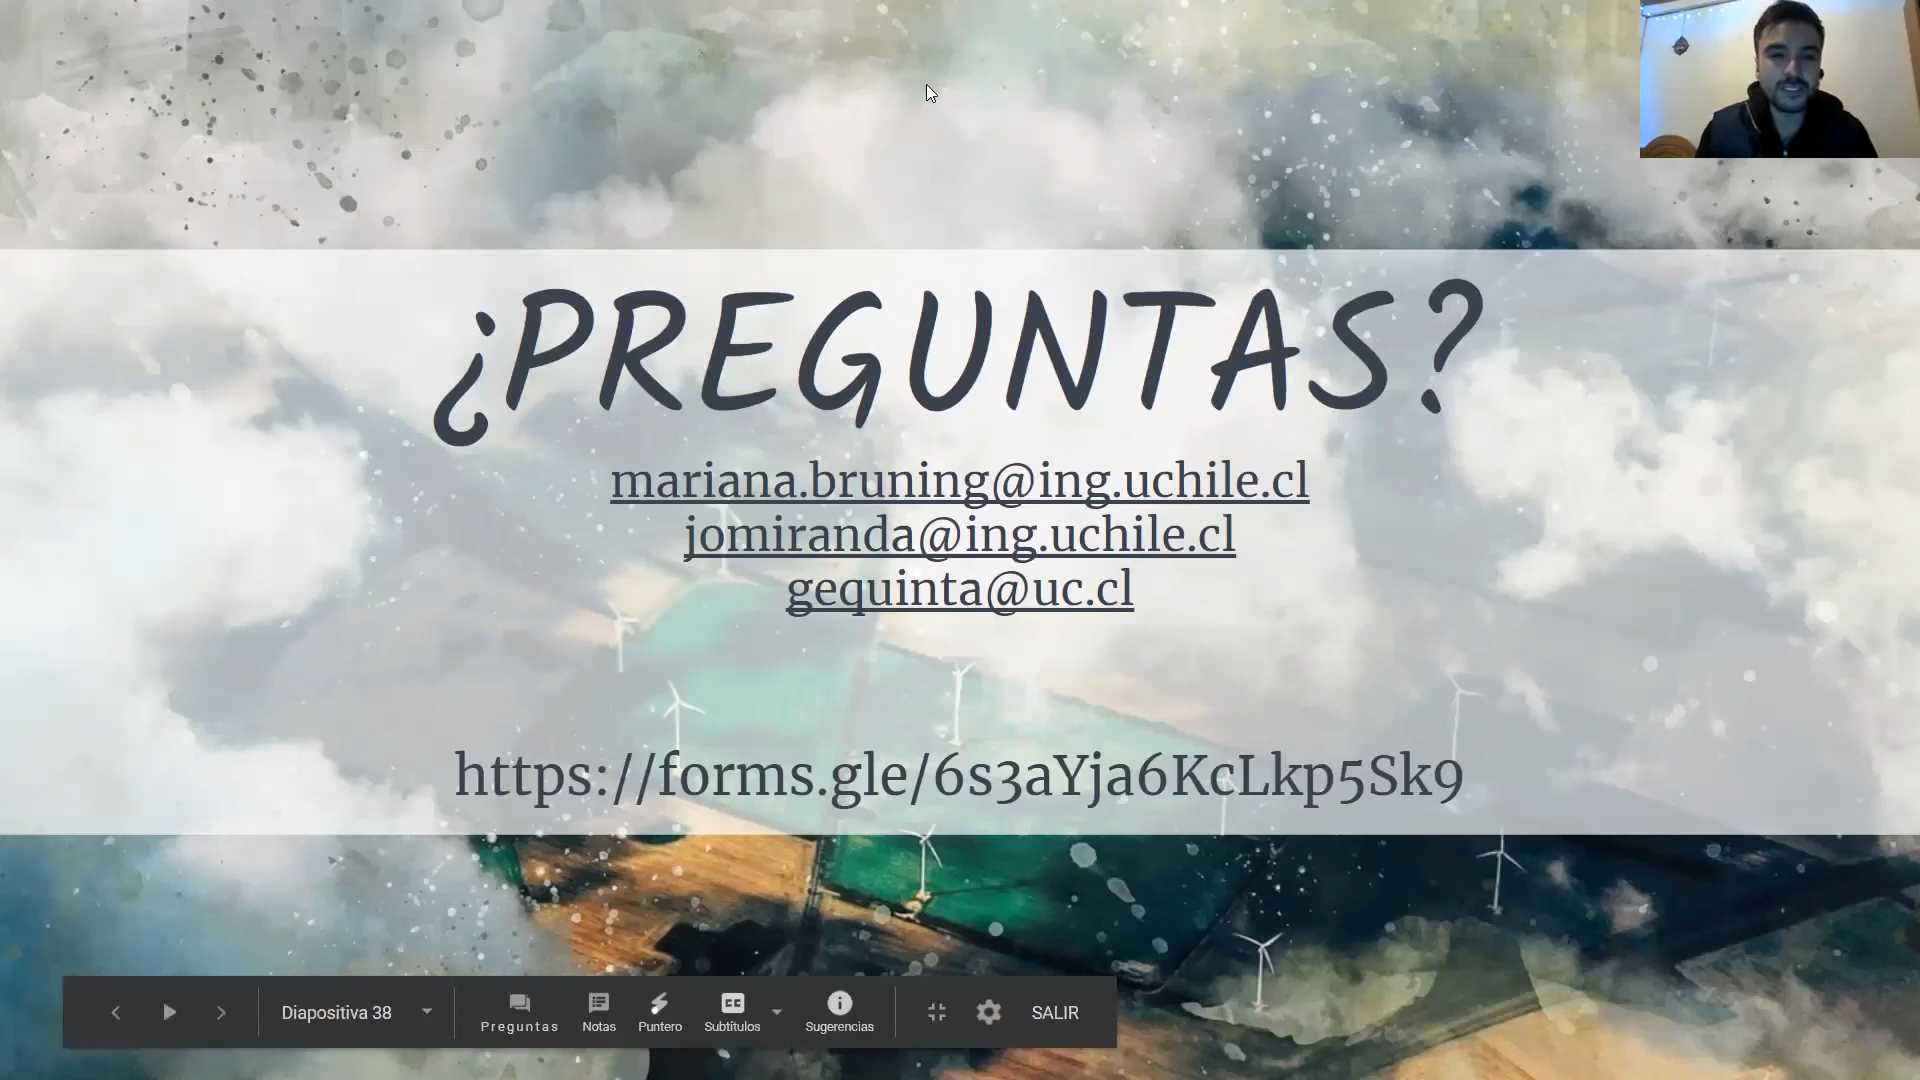 ¿PREGUNTAS?
mariana.bruning@ing.uchile.cl
jomiranda@ing.uchile.cl
gequinta@uc.cl
https://forms.gle/6s3aYja6KcLkp5Sk9
Diapositiva 38
Preguntas
Notas
Puntero
Subtítulos
Sugerencias
SALIR